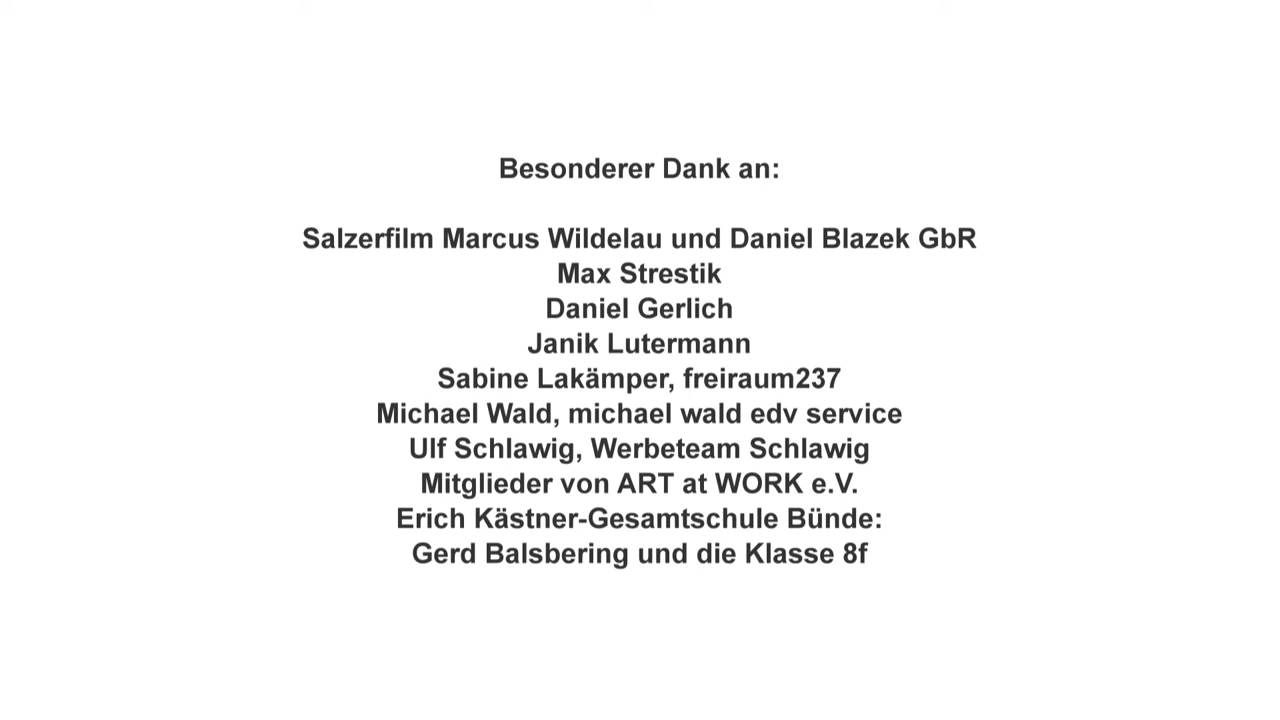 Besonderer Dank an:
Salzerfilm Marcus Wildelau und Daniel Blazek GbR
Max Strestik
Daniel Gerlich
Janik Lutermann
Sabine Lakämper, freiraum237
Michael Wald, michael wald edv service
Ulf Schlawig, Werbeteam Schlawig
Mitglieder von ART at WORK e.V.
Erich Kästner-Gesamtschule Bünde:
Gerd Balsbering und die Klasse 8f